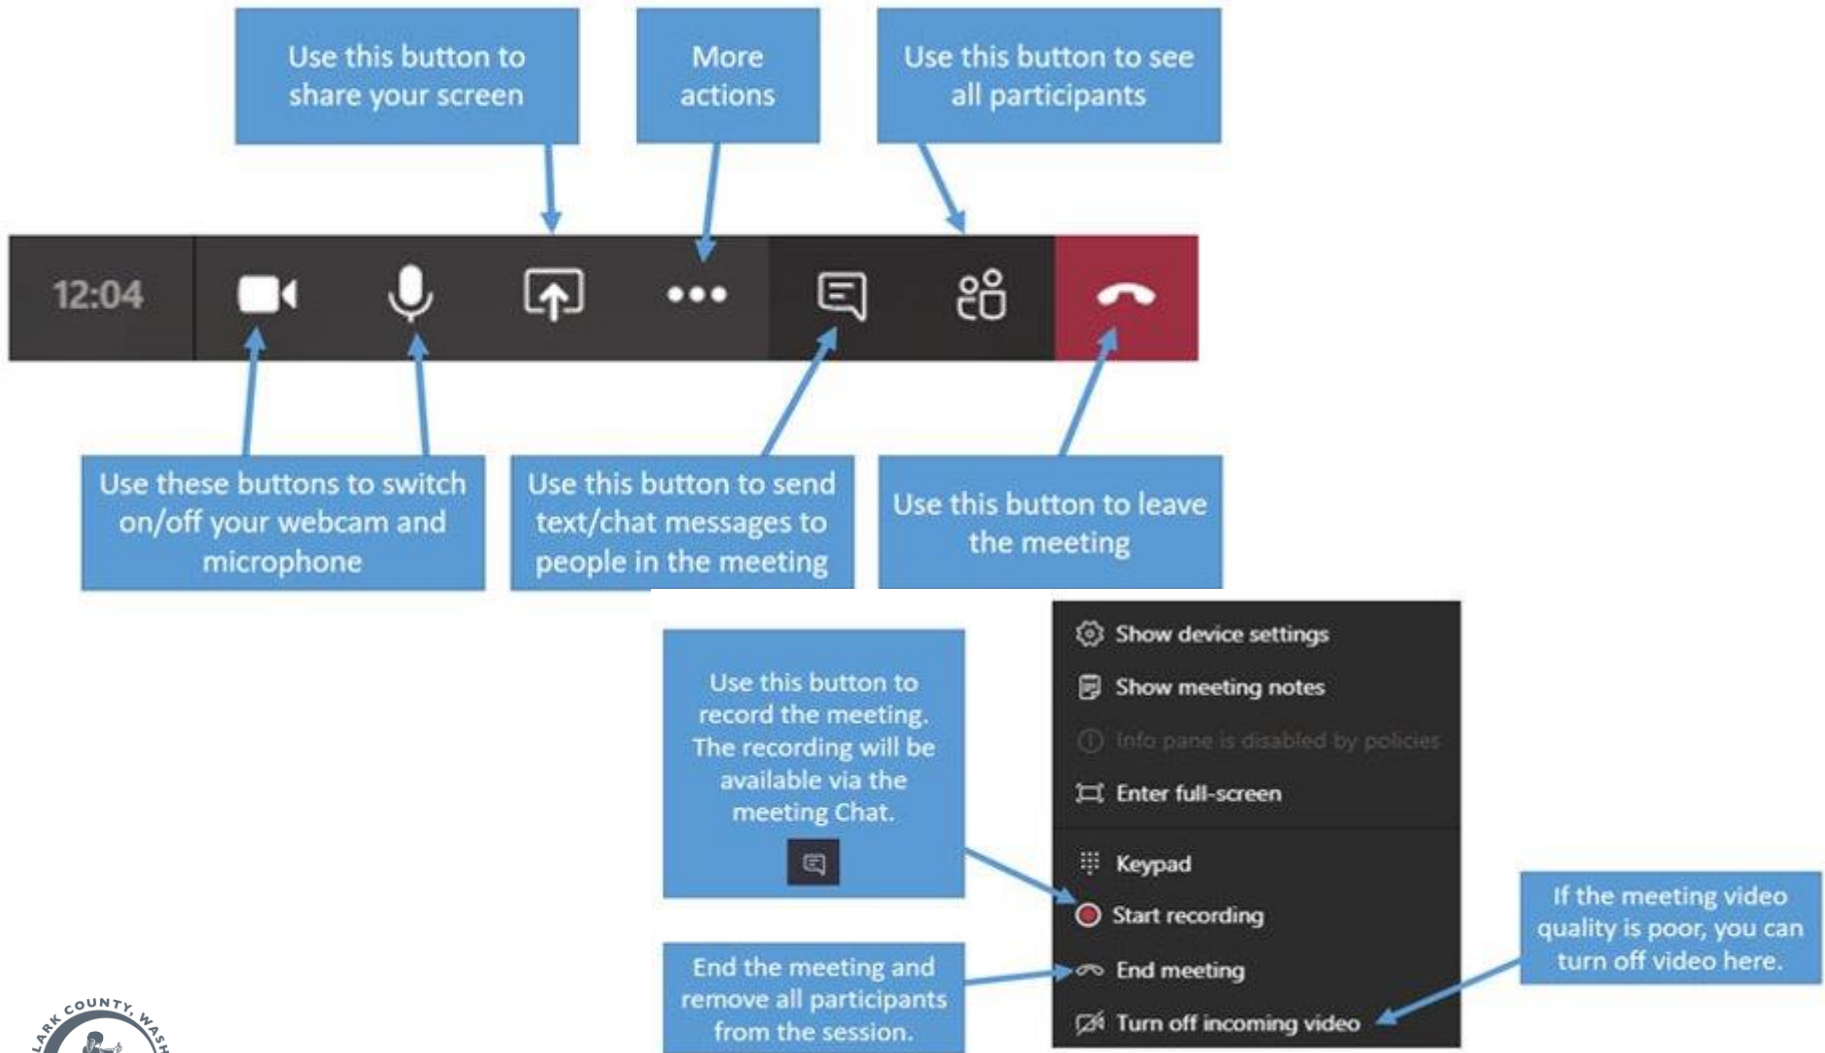 Use this button to
share your screen
More
actions
Use this button to see
all participants
12:04
Use these buttons to switch
on/off your webcam and
microphone
Use this button to send
text/chat messages to
people in the meeting
Use this button to leave
the meeting
Use this button to
record the meeting.
The recording will be
available via the
meeting Chat.
End the meeting and
remove all participants
from the session.
Show device settings
Show meeting notes
Info pane is disabled by policies
Enter full-screen
Keypad
Start recording
End meeting
Turn off incoming video
If the meeting video
quality is poor, you can
turn off video here.
COUNTY,